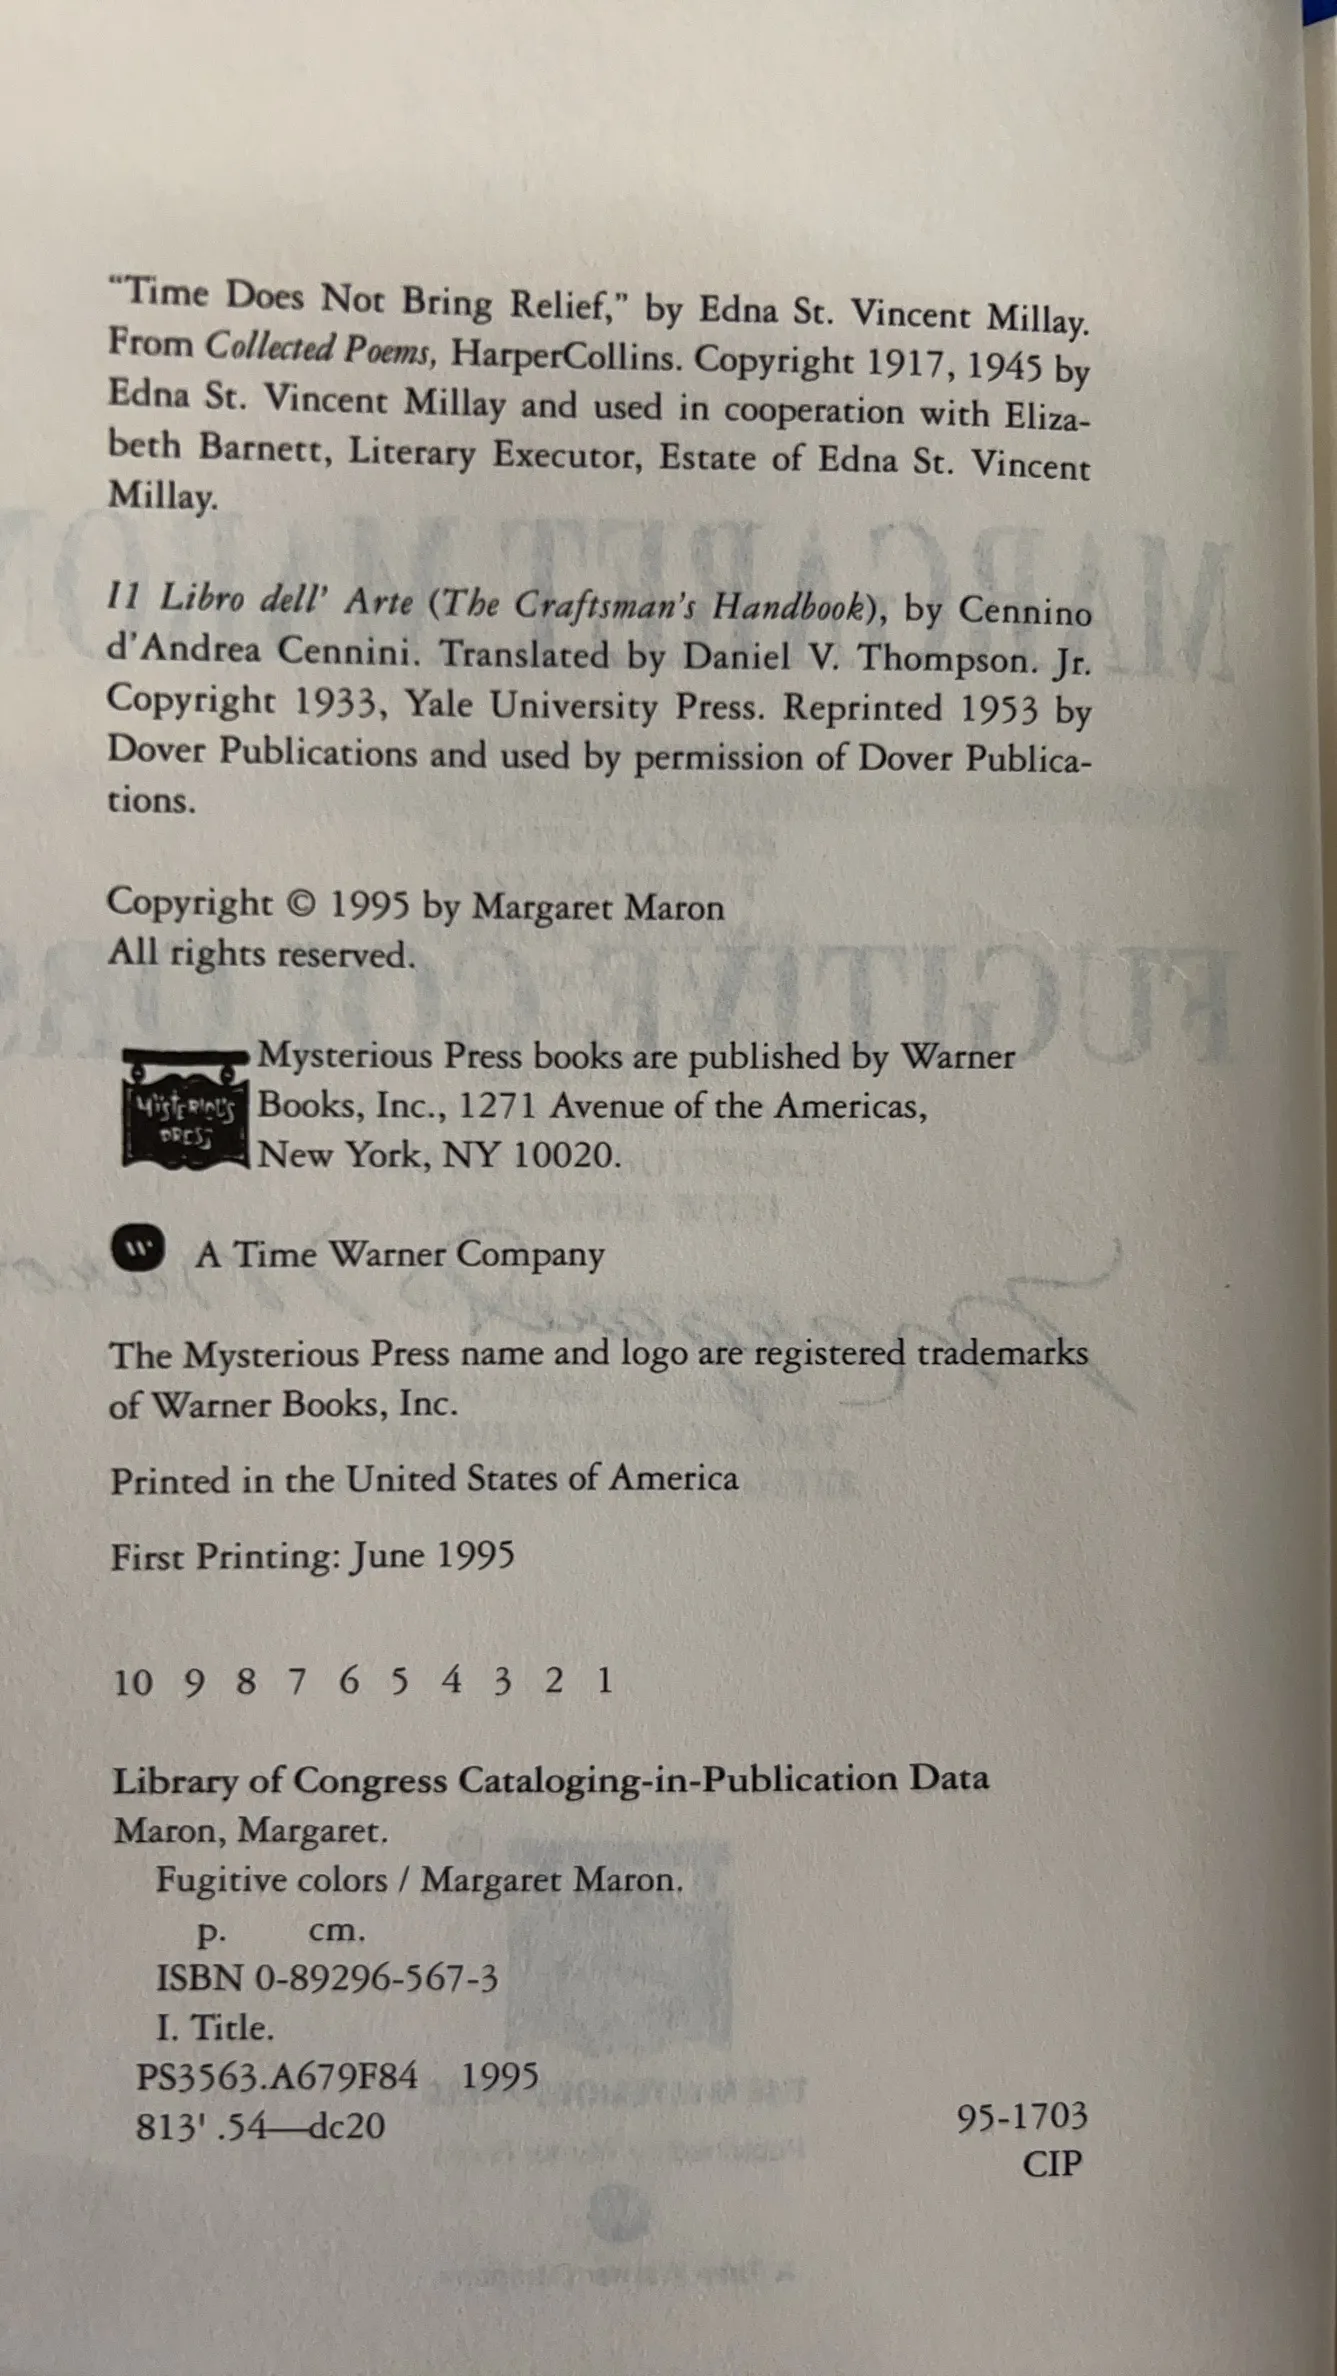 “Time Does Not Bring Relief,” by Edna St. Vincent Millay.
From Collected Poems, HarperCollins. Copyright 1917, 1945 by
Edna St. Vincent Millay and used in cooperation with Eliza-
beth Barnett, Literary Executor, Estate of Edna St. Vincent
Millay.
I1 Libro dell’ Arte (The Craftsman’s Handbook), by Cennino
d’Andrea Cennini. Translated by Daniel V. Thompson. Jr.
Copyright 1933, Yale University Press. Reprinted 1953 by
Dover Publications and used by permission of Dover Publica-
tions.
Copyright © 1995 by Margaret Maron
All rights reserved.
MYSTERIOUS
PRESS
Mysterious Press books are published by Warner
Books, Inc., 1271 Avenue of the Americas,
New York, NY 10020.
W A Time Warner Company
The Mysterious Press name and logo are registered trademarks
of Warner Books, Inc.
Printed in the United States of America
First Printing: June 1995
10 9 8 7 6 5 4 3 2 1
Library of Congress Cataloging-in-Publication Data
Maron, Margaret.
Fugitive colors / Margaret Maron.
p. cm.
ISBN 0-89296-567-3
I. Title.
PS3563.A679F84 1995
813' .54—dc20
95-1703
CIP